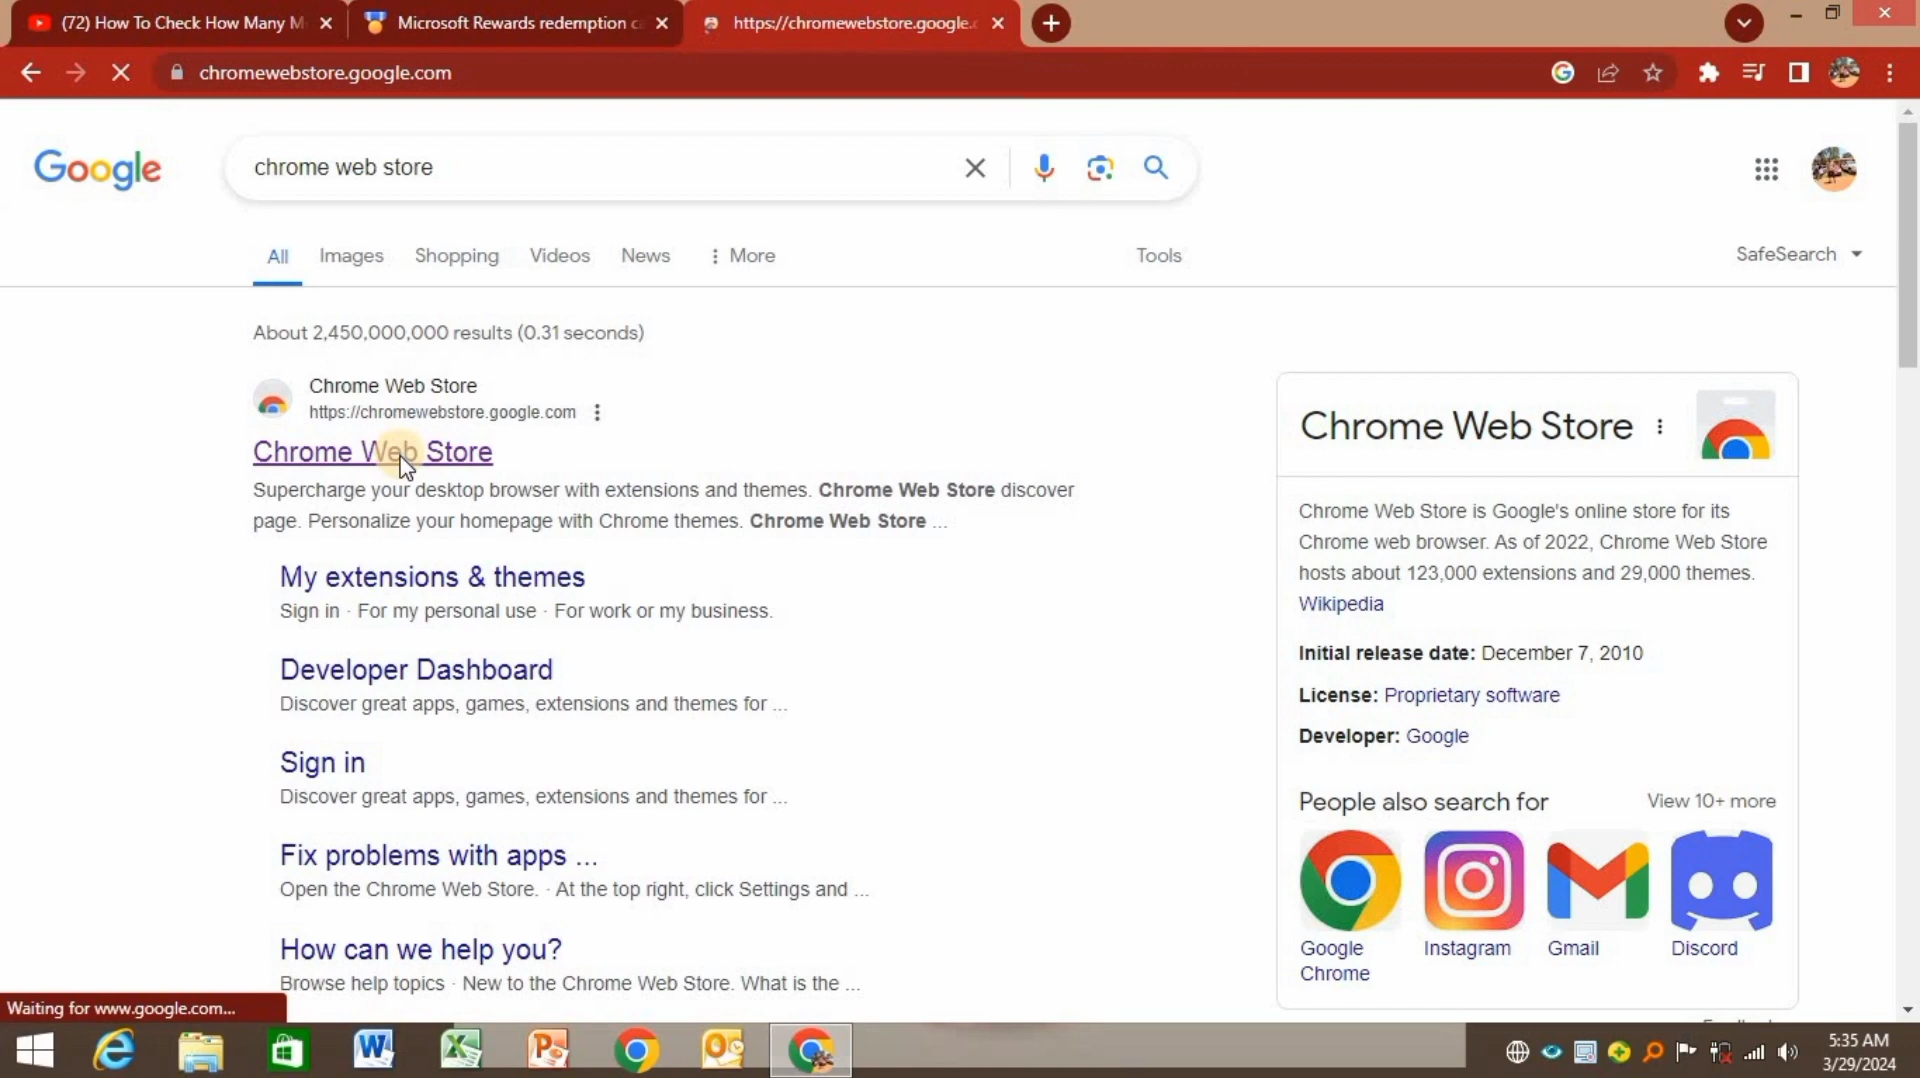 (72) How To Check How Many M
Microsoft Rewards redemption ca
https://chromewebstore.google.c
chromewebstore.google.com
Google
chrome web store
All
Images
Shopping
Videos
News
More
Tools
SafeSearch
About 2,450,000,000 results (0.31 seconds)
Chrome Web Store
https://chromewebstore.google.com
Chrome Web Store
Supercharge your desktop browser with extensions and themes. Chrome Web Store discover
page. Personalize your homepage with Chrome themes. Chrome Web Store ...
My extensions & themes
Sign in · For my personal use · For work or my business.
Developer Dashboard
Discover great apps, games, extensions and themes for ...
Sign in
Discover great apps, games, extensions and themes for ...
Fix problems with apps ...
Open the Chrome Web Store. · At the top right, click Settings and ...
How can we help you?
Browse help topics · New to the Chrome Web Store. What is the ...
Chrome Web Store
Chrome Web Store is Google's online store for its
Chrome web browser. As of 2022, Chrome Web Store
hosts about 123,000 extensions and 29,000 themes.
Wikipedia
Initial release date: December 7, 2010
License: Proprietary software
Developer: Google
People also search for
View 10+ more
Google
Chrome
Instagram
Gmail
Discord
Waiting for www.google.com...
5:35 AM
3/29/2024